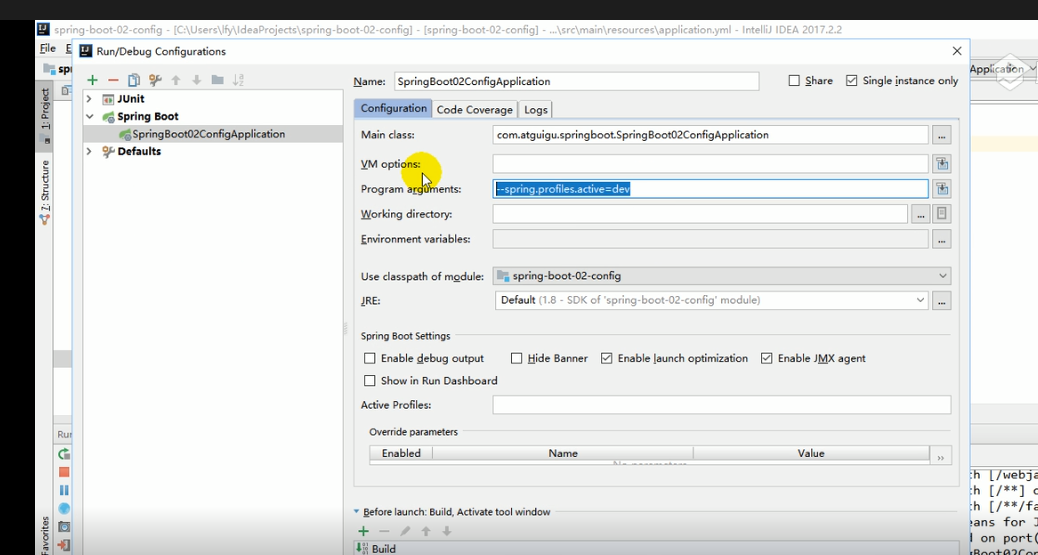 spring-boot-02-config - [C:\Users\lfy\IdeaProjects\spring-boot-02-config] - [spring-boot-02-config] - ...\src\main\resources\application.yml - IntelliJ IDEA 2017.2.2
File
Run/Debug Configurations
Name: SpringBoot02ConfigApplication Share Single instance only
Application
1: Project
7: Structure
Favorites
JUnit
Spring Boot
SpringBoot02ConfigApplication
Defaults
Configuration Code Coverage Logs
Main class: com.atguigu.springboot.SpringBoot02ConfigApplication ...
VM options:
Program arguments: --spring.profiles.active=dev
Working directory: ...
Environment variables: ...
Use classpath of module: spring-boot-02-config
JRE: Default (1.8 - SDK of 'spring-boot-02-config' module) ...
Spring Boot Settings
Enable debug output Hide Banner Enable launch optimization Enable JMX agent
Show in Run Dashboard
Active Profiles:
Override parameters
Enabled Name Value
No parameters
Before launch: Build, Activate tool window
Build
Run
[/webja
[/**] c
[/**/fa
eans for J
on port(
gBoot02Con